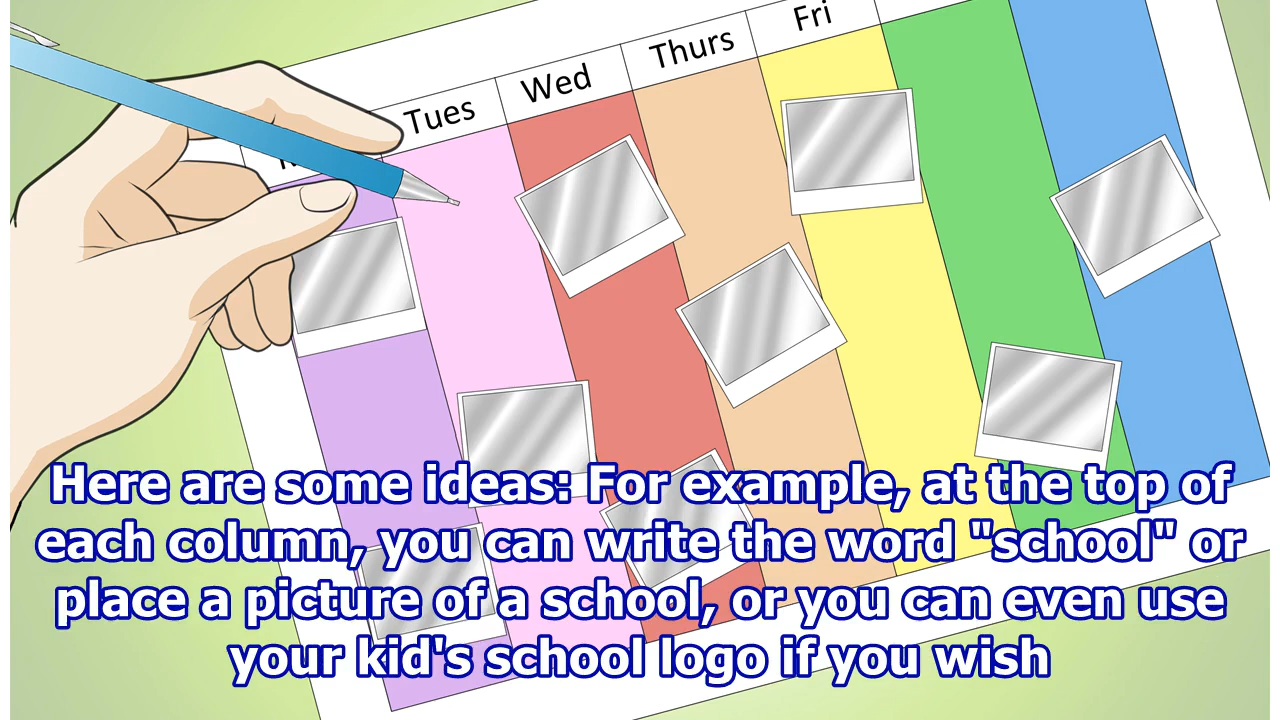 Fri
Thurs
Wed
Tues
Here are some ideas: For example, at the top of
each column, you can write the word "school" or
place a picture of a school, or you can even use
your kid's school logo if you wish